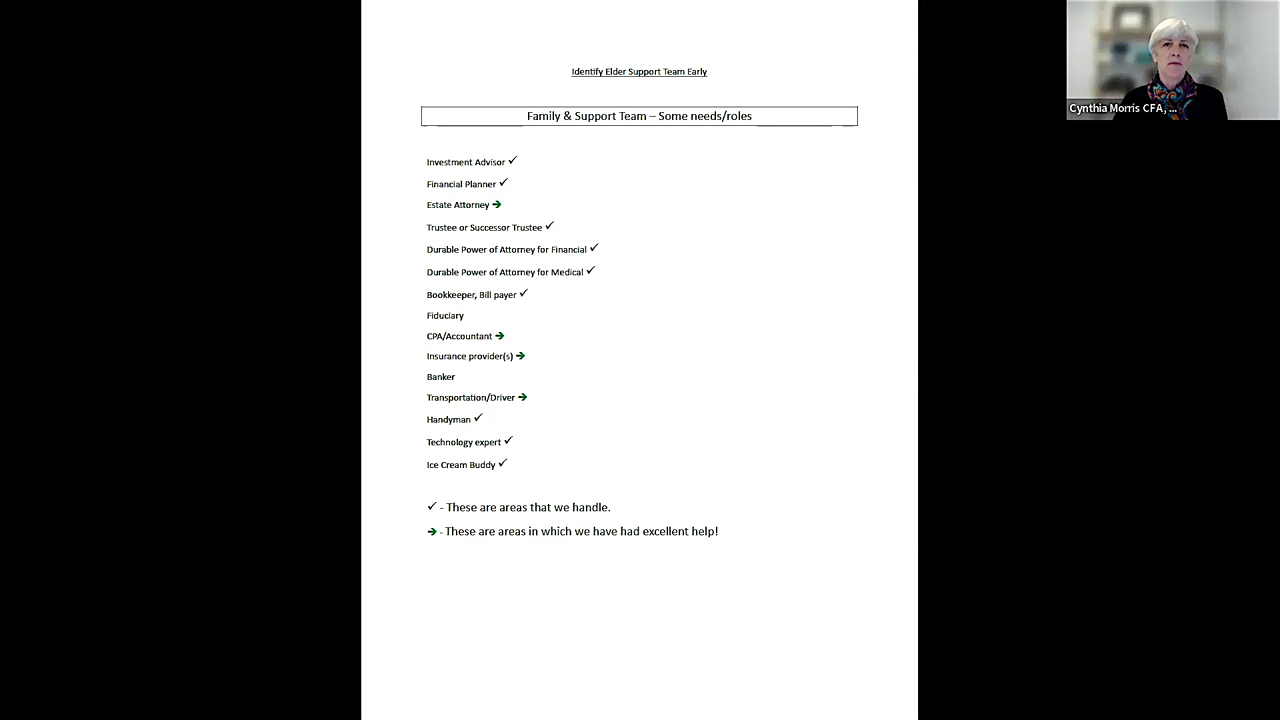 Identify Elder Support Team Early
Family & Support Team – Some needs/roles
Investment Advisor ✓
Financial Planner ✓
Estate Attorney ➔
Trustee or Successor Trustee ✓
Durable Power of Attorney for Financial ✓
Durable Power of Attorney for Medical ✓
Bookkeeper, Bill payer ✓
Fiduciary
CPA/Accountant ➔
Insurance provider(s) ➔
Banker
Transportation/Driver ➔
Handyman ✓
Technology expert ✓
Ice Cream Buddy ✓
✓ - These are areas that we handle.
➔ - These are areas in which we have had excellent help!
Cynthia Morris CFA, ...